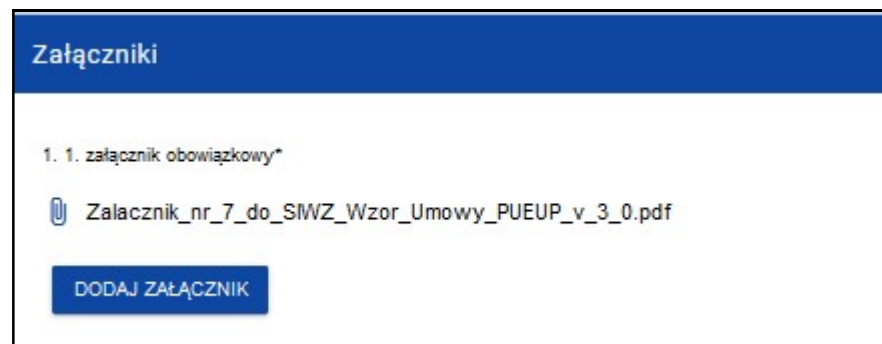 Załączniki
1. 1. załącznik obowiązkowy*
Zalacznik_nr_7_do_SIWZ_Wzor_Umowy_PUEUP_v_3_0.pdf
DODAJ ZAŁĄCZNIK